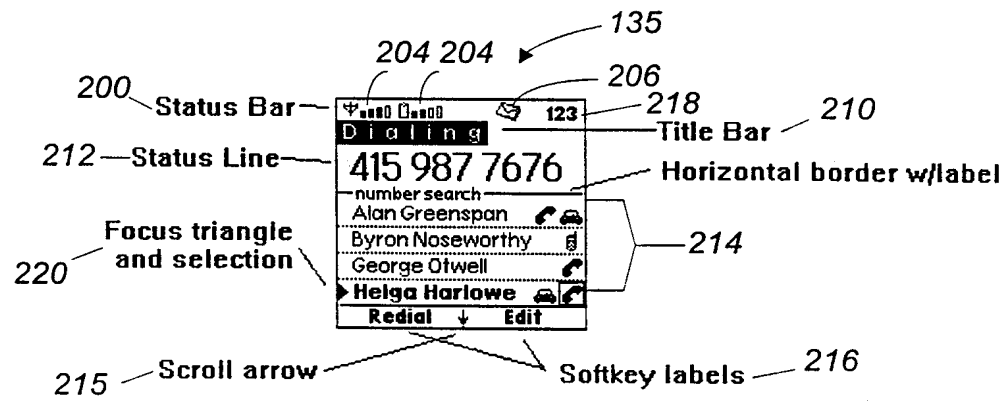 135
204 204
206
200 Status Bar
123
218
210
Dialing
Title Bar
212 Status Line
415 987 7676
Horizontal border w/label
number search
Alan Greenspan
Focus triangle
and selection
220
Byron Noseworthy
214
George Otwell
Helga Harlowe
Redial Edit
215 Scroll arrow
Softkey labels 216